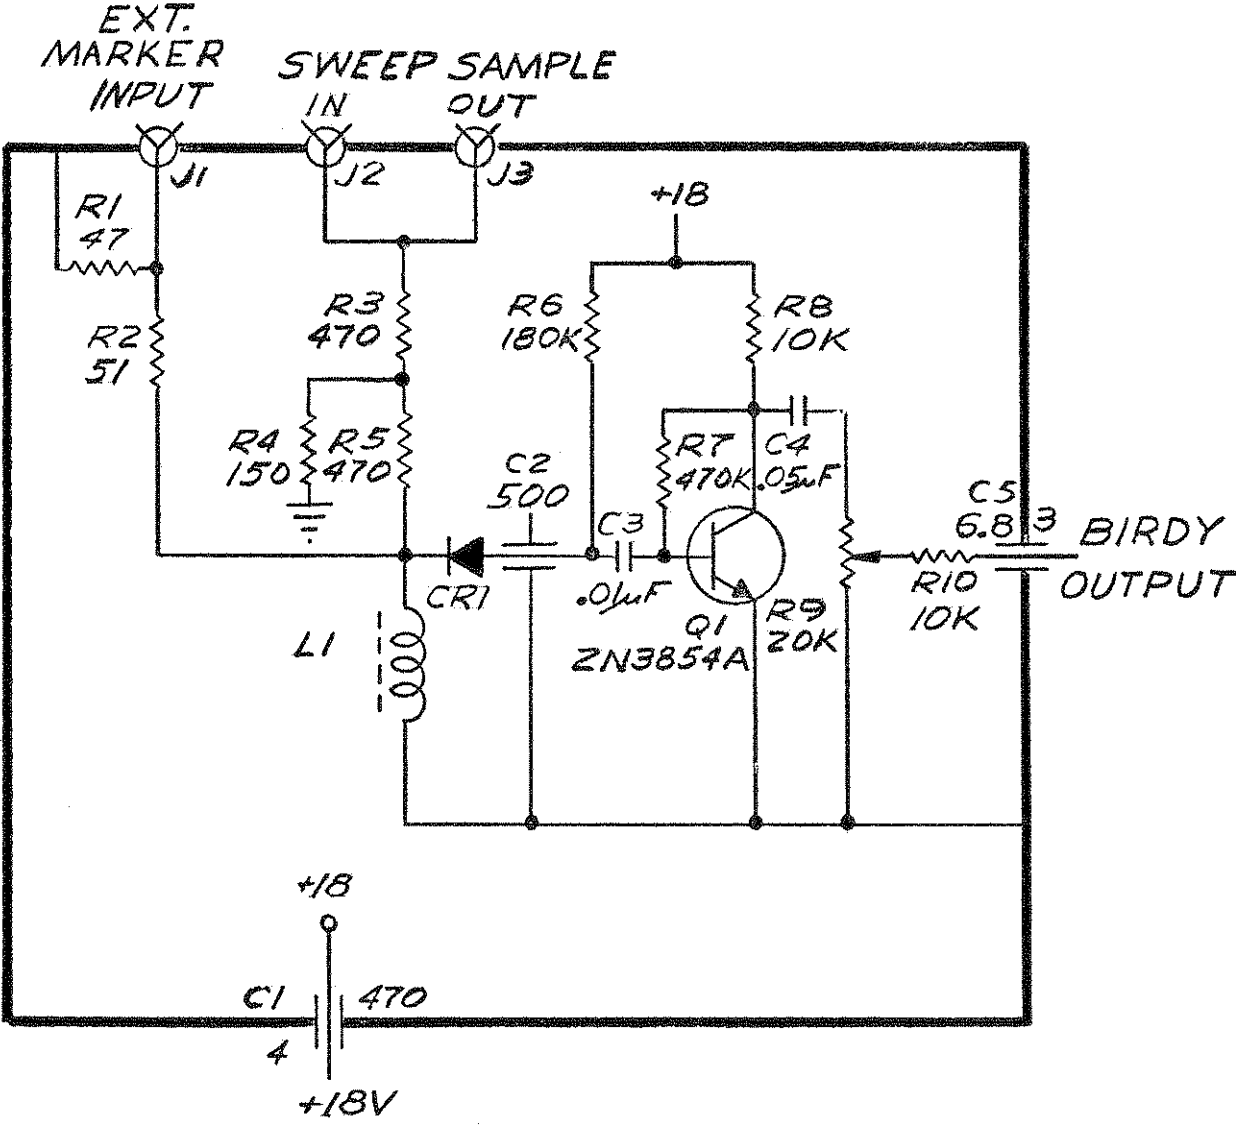 EXT.
MARKER
INPUT
SWEEP SAMPLE
IN
OUT
J1
J2
J3
+18
R1
47
R2
51
R3
470
R6
180K
R8
10K
R4
150
R5
470
C2
500
R7
470K
C4
.05µF
C3
.01µF
C5
6.8
3
BIRDY
OUTPUT
CR1
R10
10K
L1
Q1
2N3854A
R9
20K
+18
C1
470
4
+18V